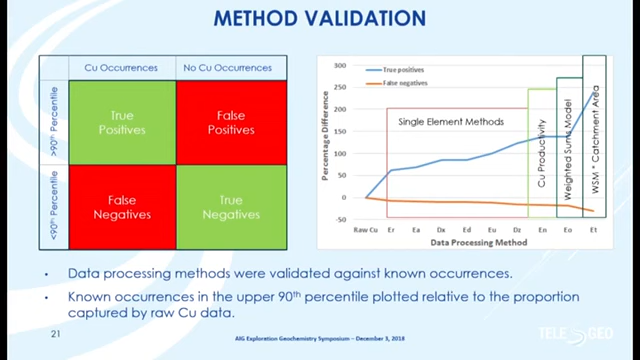 METHOD VALIDATION
Cu Occurrences
No Cu Occurrences
>90th Percentile
True
Positives
False
Positives
<90th Percentile
False
Negatives
True
Negatives
Percentage Difference
300
250
200
150
100
50
0
-50
True positives
False negatives
Single Element Methods
Cu Productivity
Weighted Sums Model
WSM * Catchment Area
Raw Cu Er Ea Dx Ed Eu Dz En Eo Et
Data Processing Method
• Data processing methods were validated against known occurrences.
• Known occurrences in the upper 90th percentile plotted relative to the proportion
captured by raw Cu data.
21
AIG Exploration Geochemistry Symposium – December 3, 2018
TELE GEO